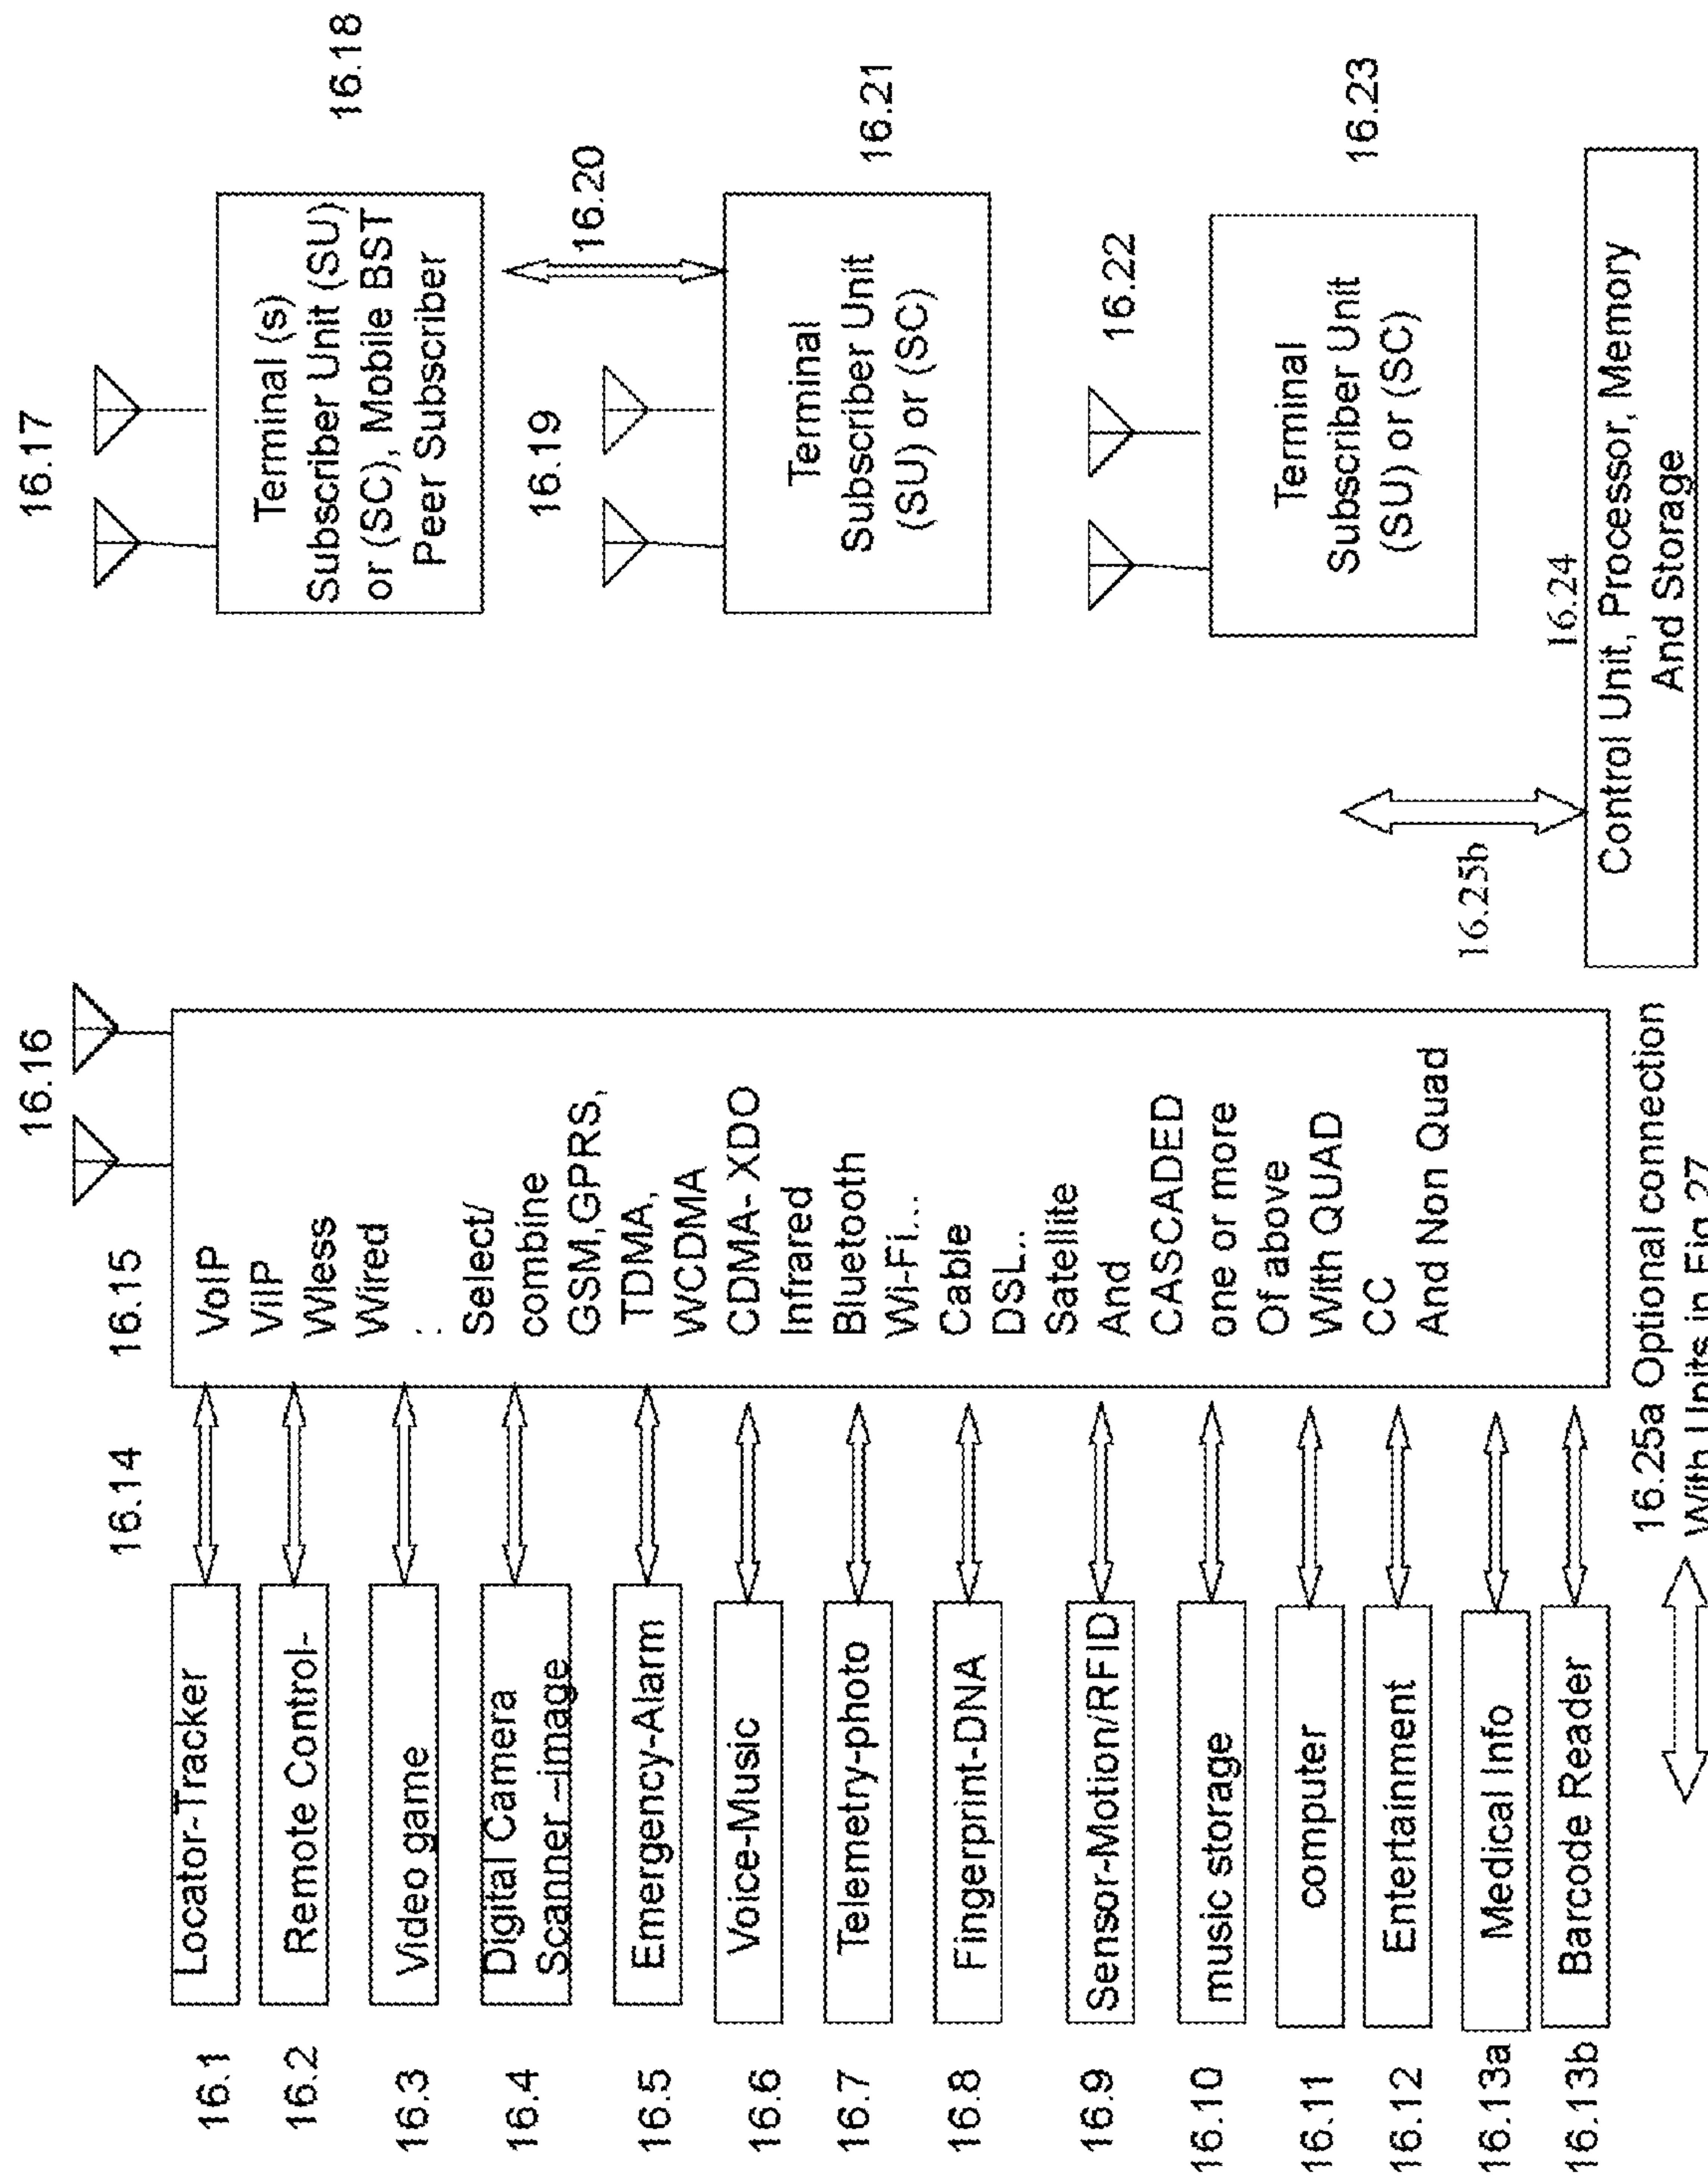 16.1
Locator-Tracker
16.2
Remote Control-
16.3
Video game
16.4
Digital Camera
Scanner –image
16.5
Emergency-Alarm
16.6
Voice-Music
16.7
Telemetry-photo
16.8
Fingerprint-DNA
16.9
Sensor-Motion/RFID
16.10
music storage
16.11
computer
16.12
Entertainment
16.13a
Medical Info
16.13b
Barcode Reader
16.14
16.15
16.16
VoIP
ViIP
Wless
Wired
:
Select/
combine
GSM,GPRS,
TDMA,
WCDMA
CDMA- XDO
Infrared
Bluetooth
Wi-Fi...
Cable
DSL..
Satellite
And
CASCADED
one or more
Of above
With QUAD
CC
And Non Quad
16.25a Optional connection
With Units in Fig.27
16.17
Terminal (s)
Subscriber Unit (SU)
or (SC), Mobile BST
Peer Subscriber
16.18
16.19
16.20
Terminal
Subscriber Unit
(SU) or (SC)
16.21
16.22
Terminal
Subscriber Unit
(SU) or (SC)
16.23
16.25b
16.24
Control Unit, Processor, Memory
And Storage